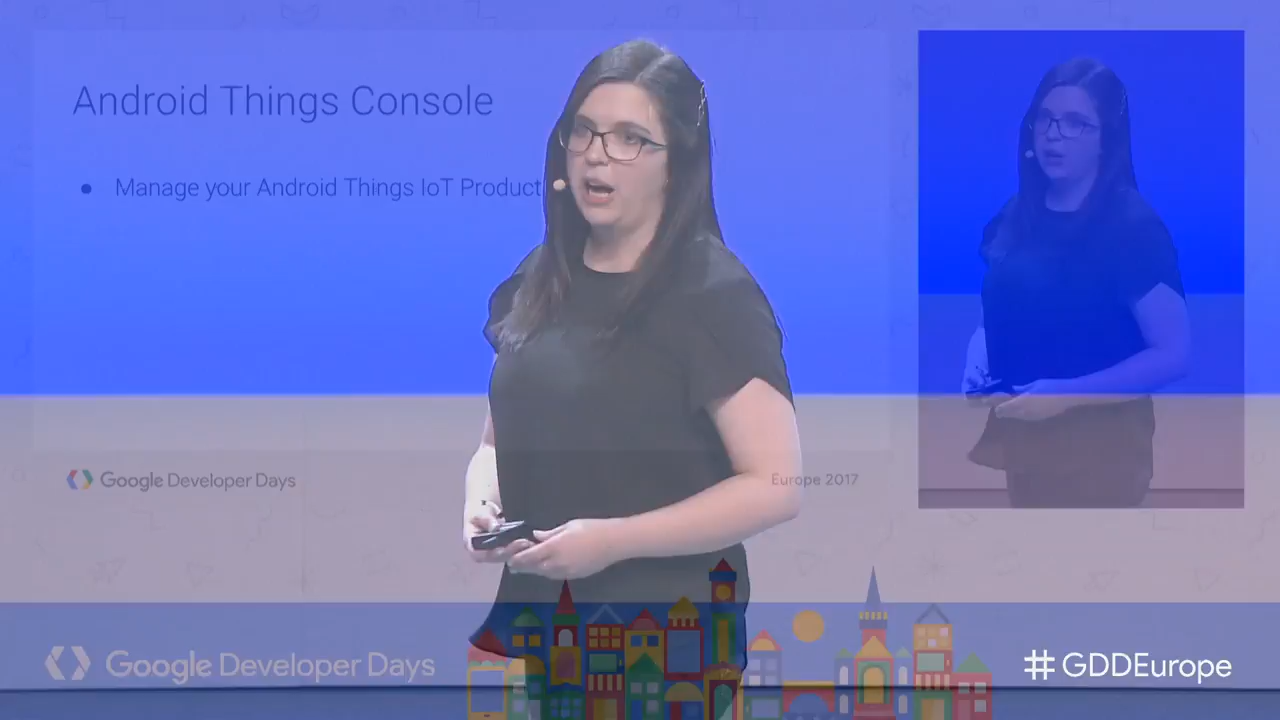 Android Things Console
● Manage your Android Things IoT Product
Google Developer Days
Europe 2017
Google Developer Days
# GDDEurope